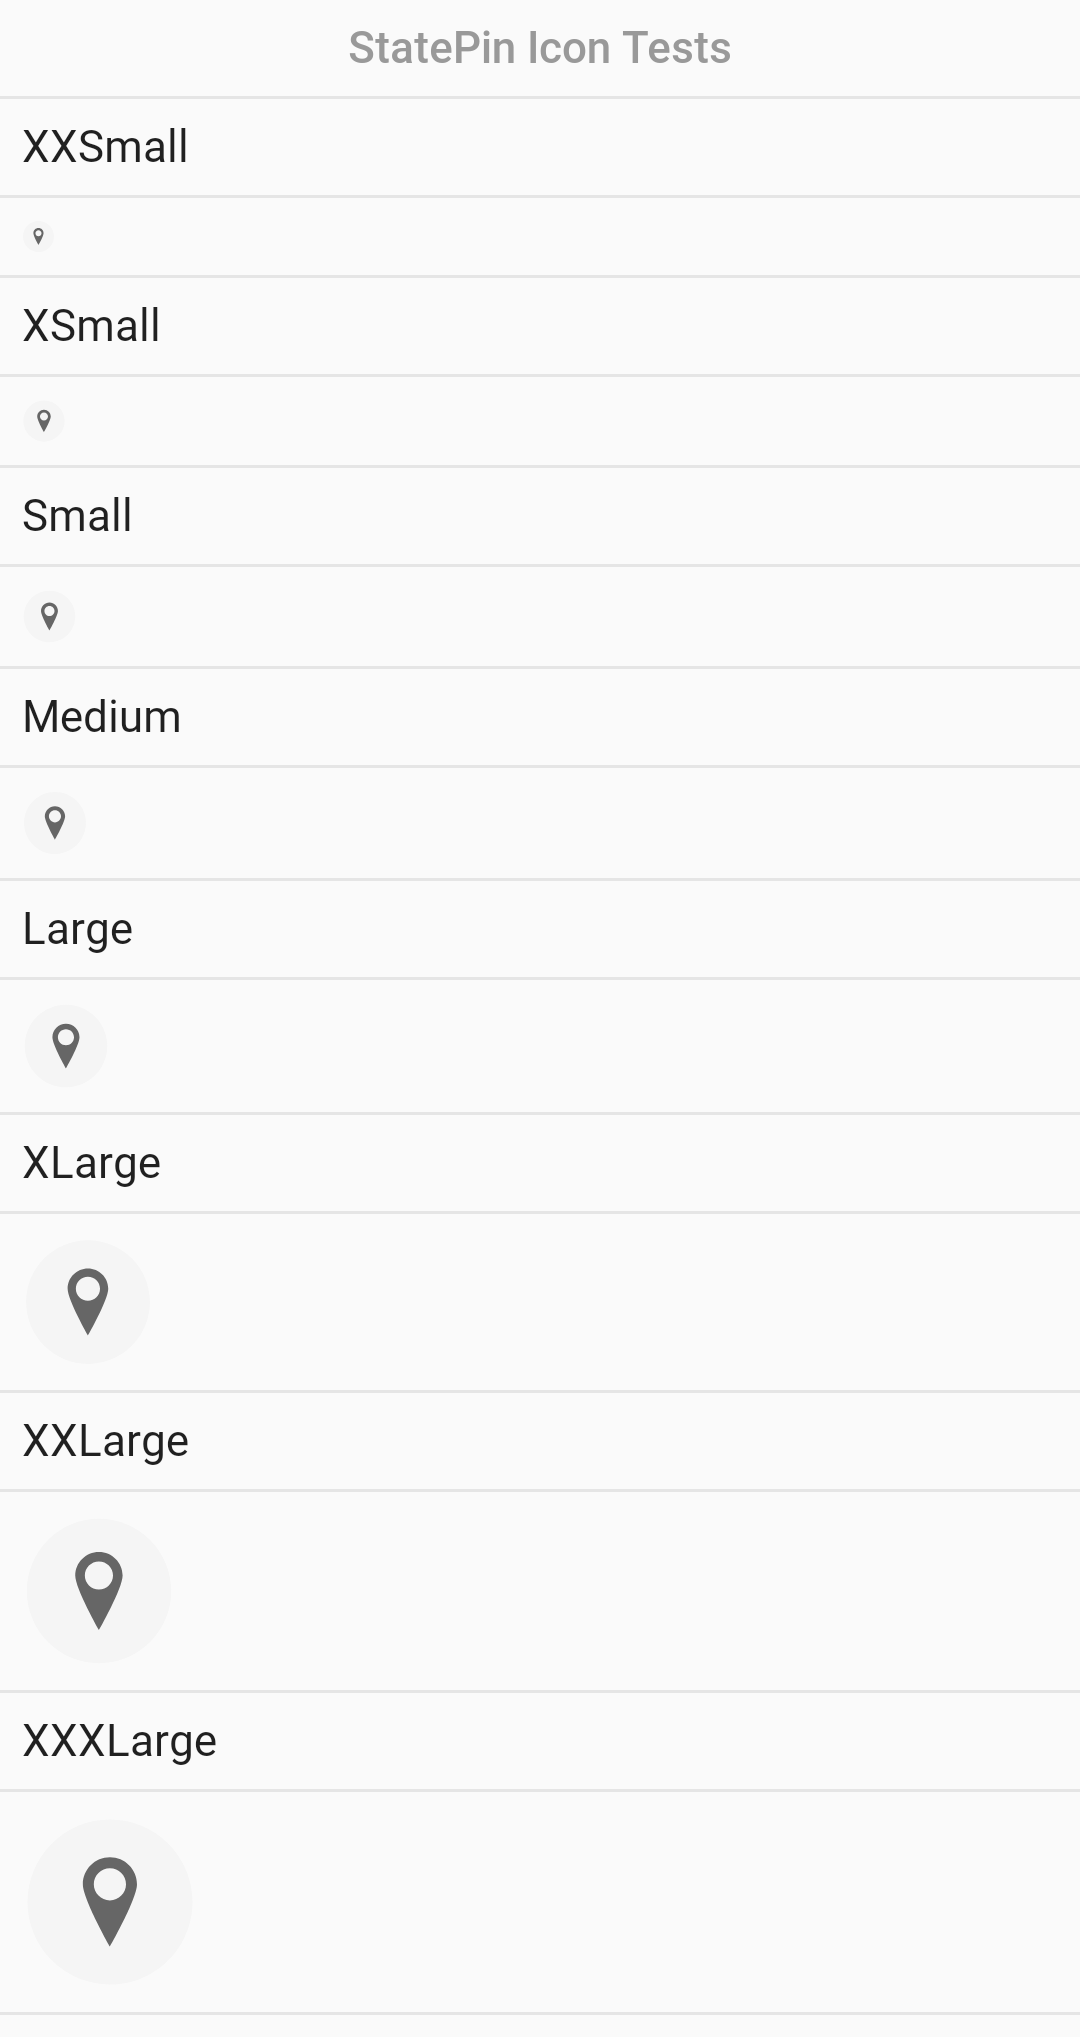 StatePin Icon Tests
XXSmall
XSmall
Small
Medium
Large
XLarge
XXLarge
XXXLarge